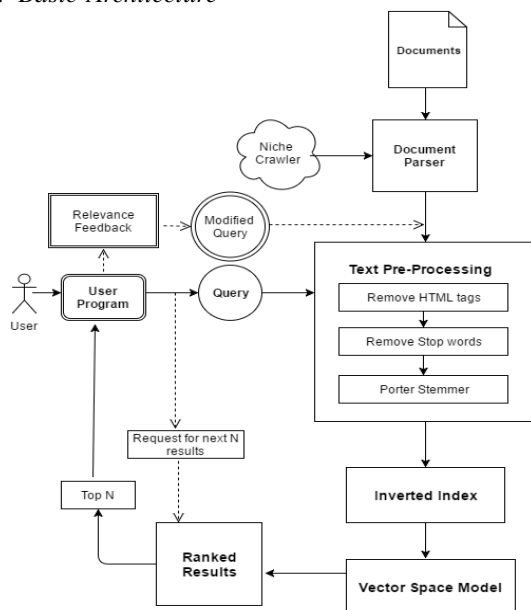 Basic Architecture
Documents
Niche
Crawler
Document
Parser
Relevance
Feedback
Modified
Query
Text Pre-Processing
Remove HTML tags
Remove Stop words
Porter Stemmer
User
User
Program
Query
Request for next N
results
Top N
Inverted Index
Ranked
Results
Vector Space Model